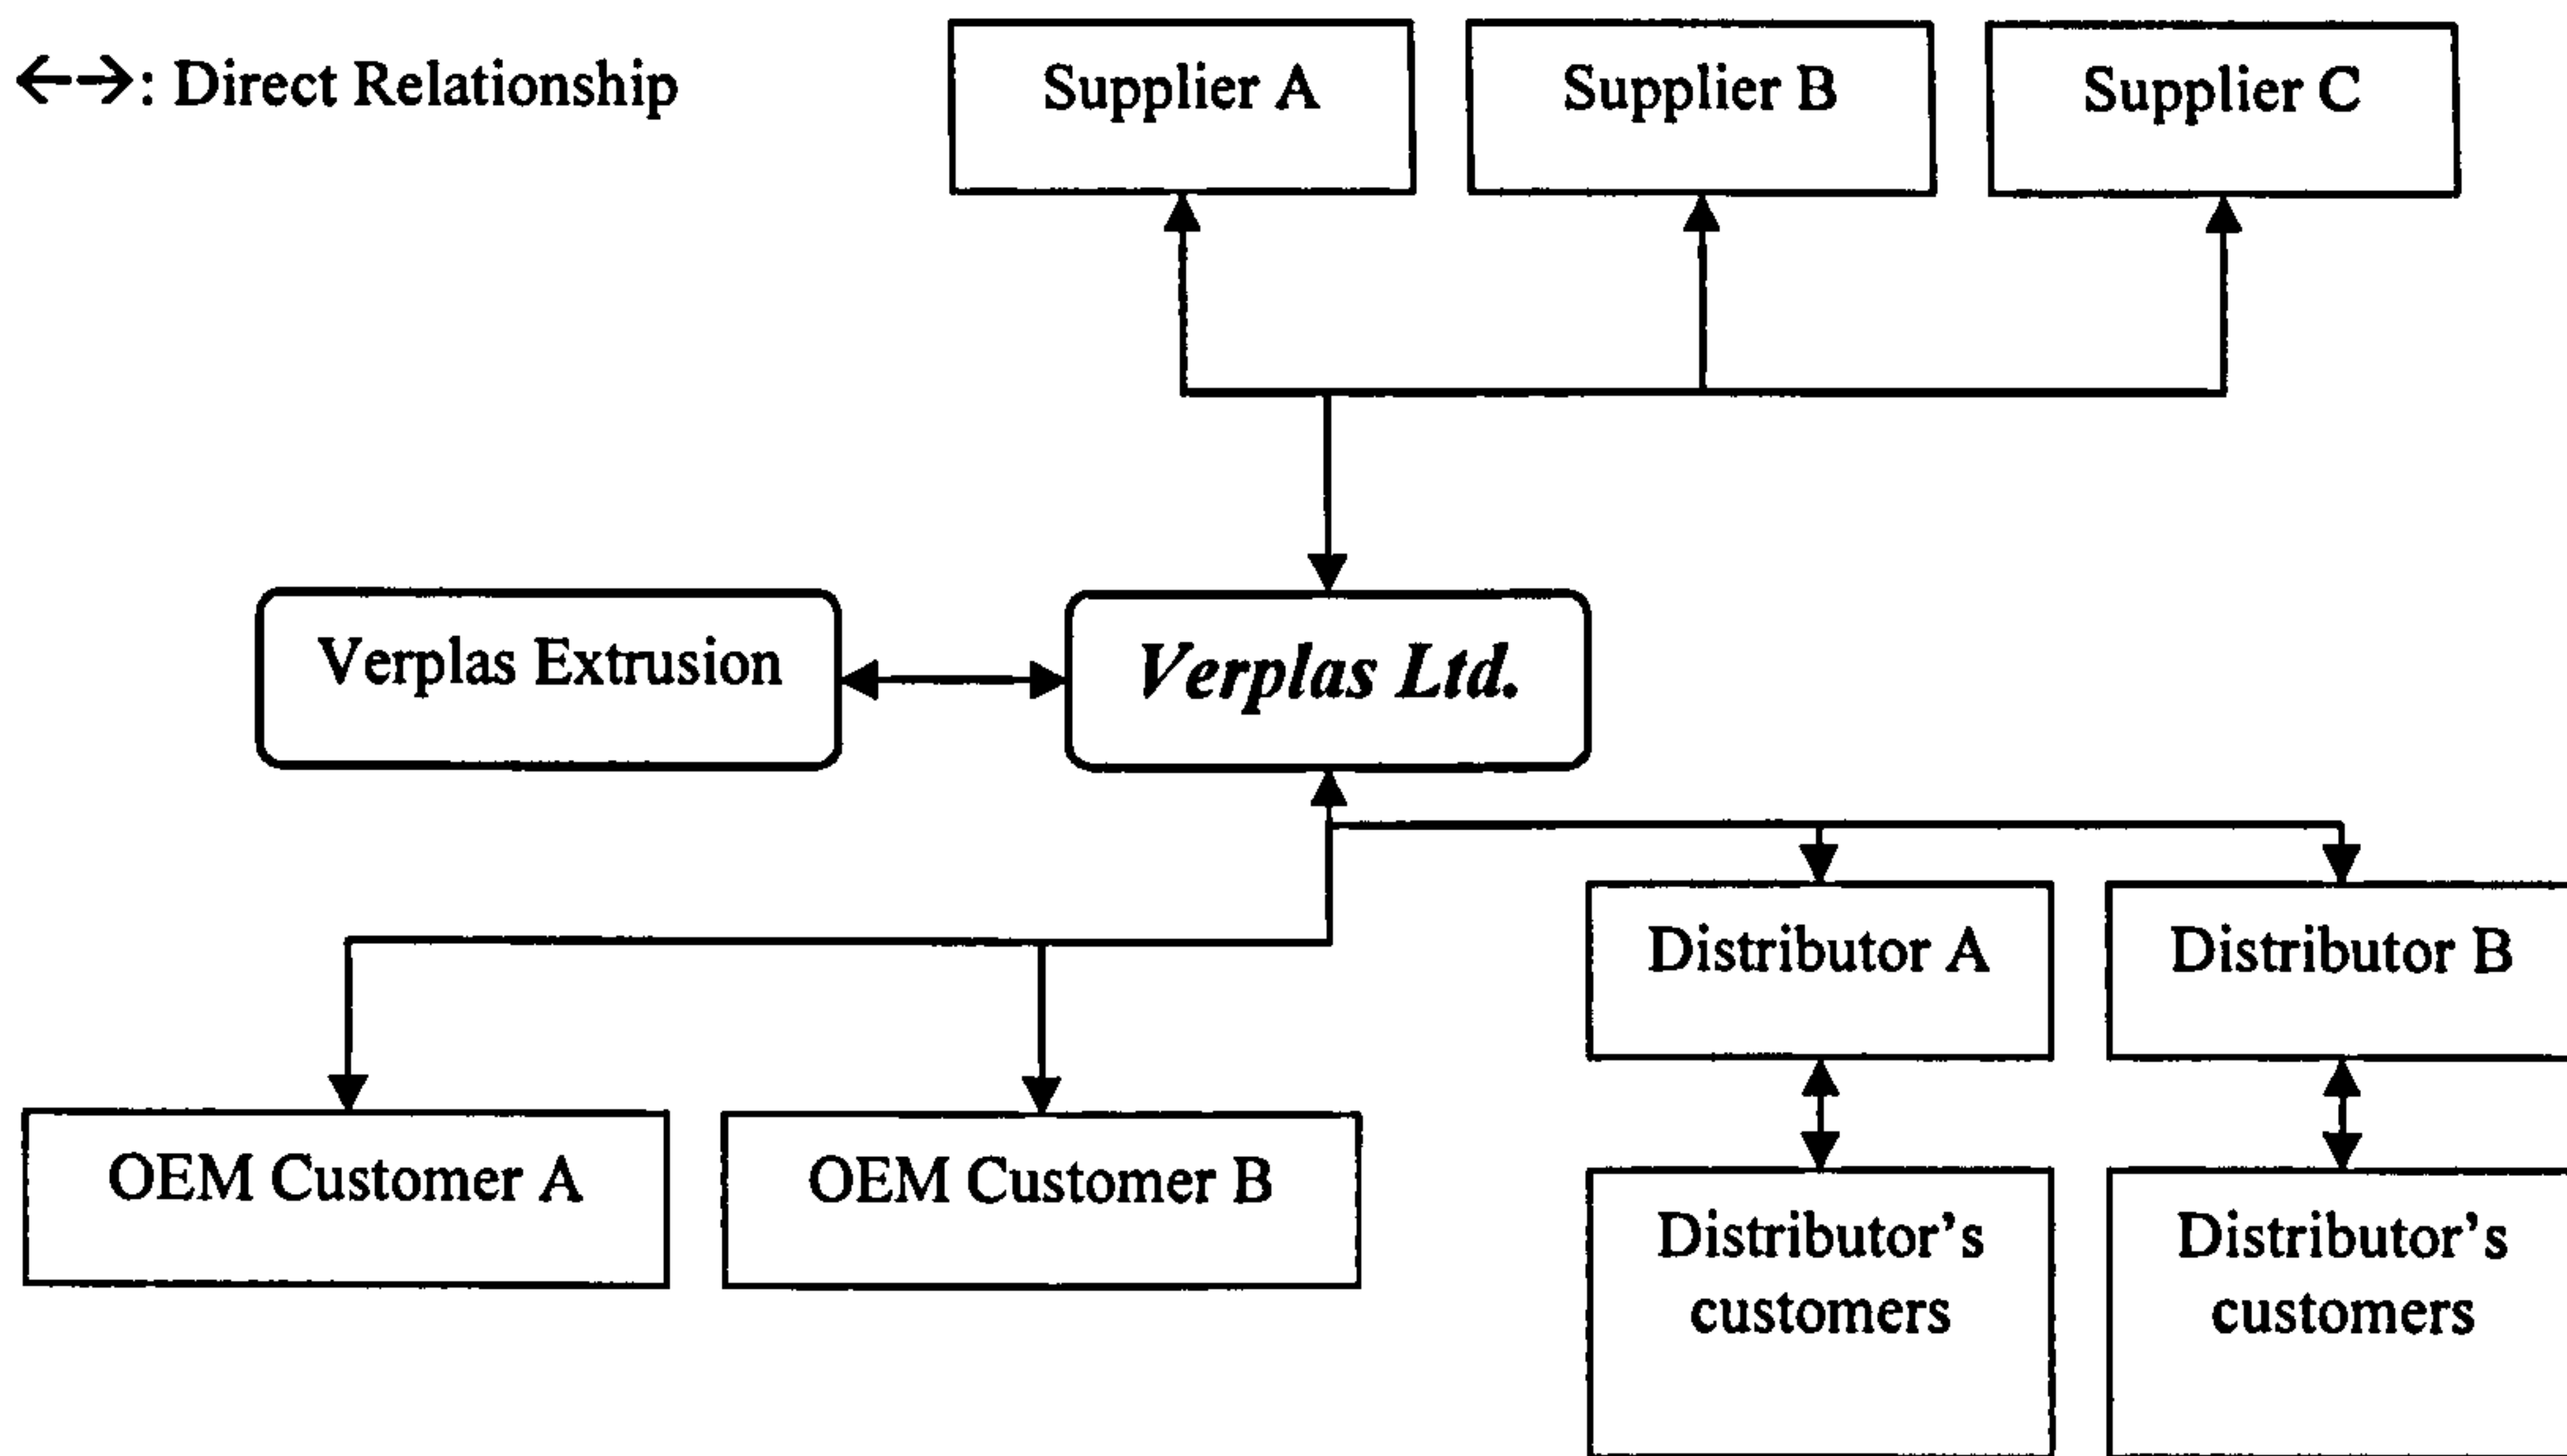 ←-→: Direct Relationship
Supplier A
Supplier B
Supplier C
Verplas Extrusion
Verplas Ltd.
Distributor A
Distributor B
OEM Customer A
OEM Customer B
Distributor’s
customers
Distributor’s
customers